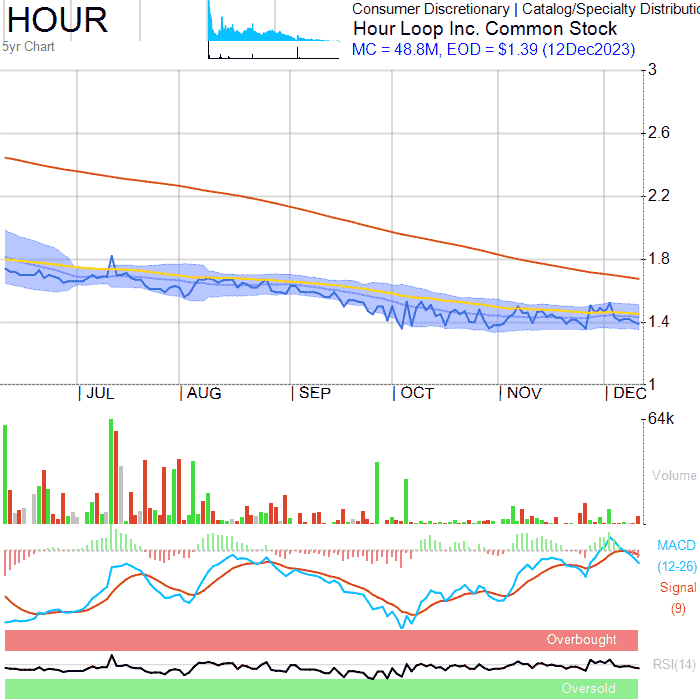 HOUR
5yr Chart
Consumer Discretionary | Catalog/Specialty Distributio
Hour Loop Inc. Common Stock
MC = 48.8M, EOD = $1.39 (12Dec2023)
3
2.6
2.2
1.8
1.4
1
| JUL
| AUG
| SEP
| OCT
| NOV
| DEC
64k
Volume
MACD
(12-26)
Signal
(9)
Overbought
RSI(14)
Oversold